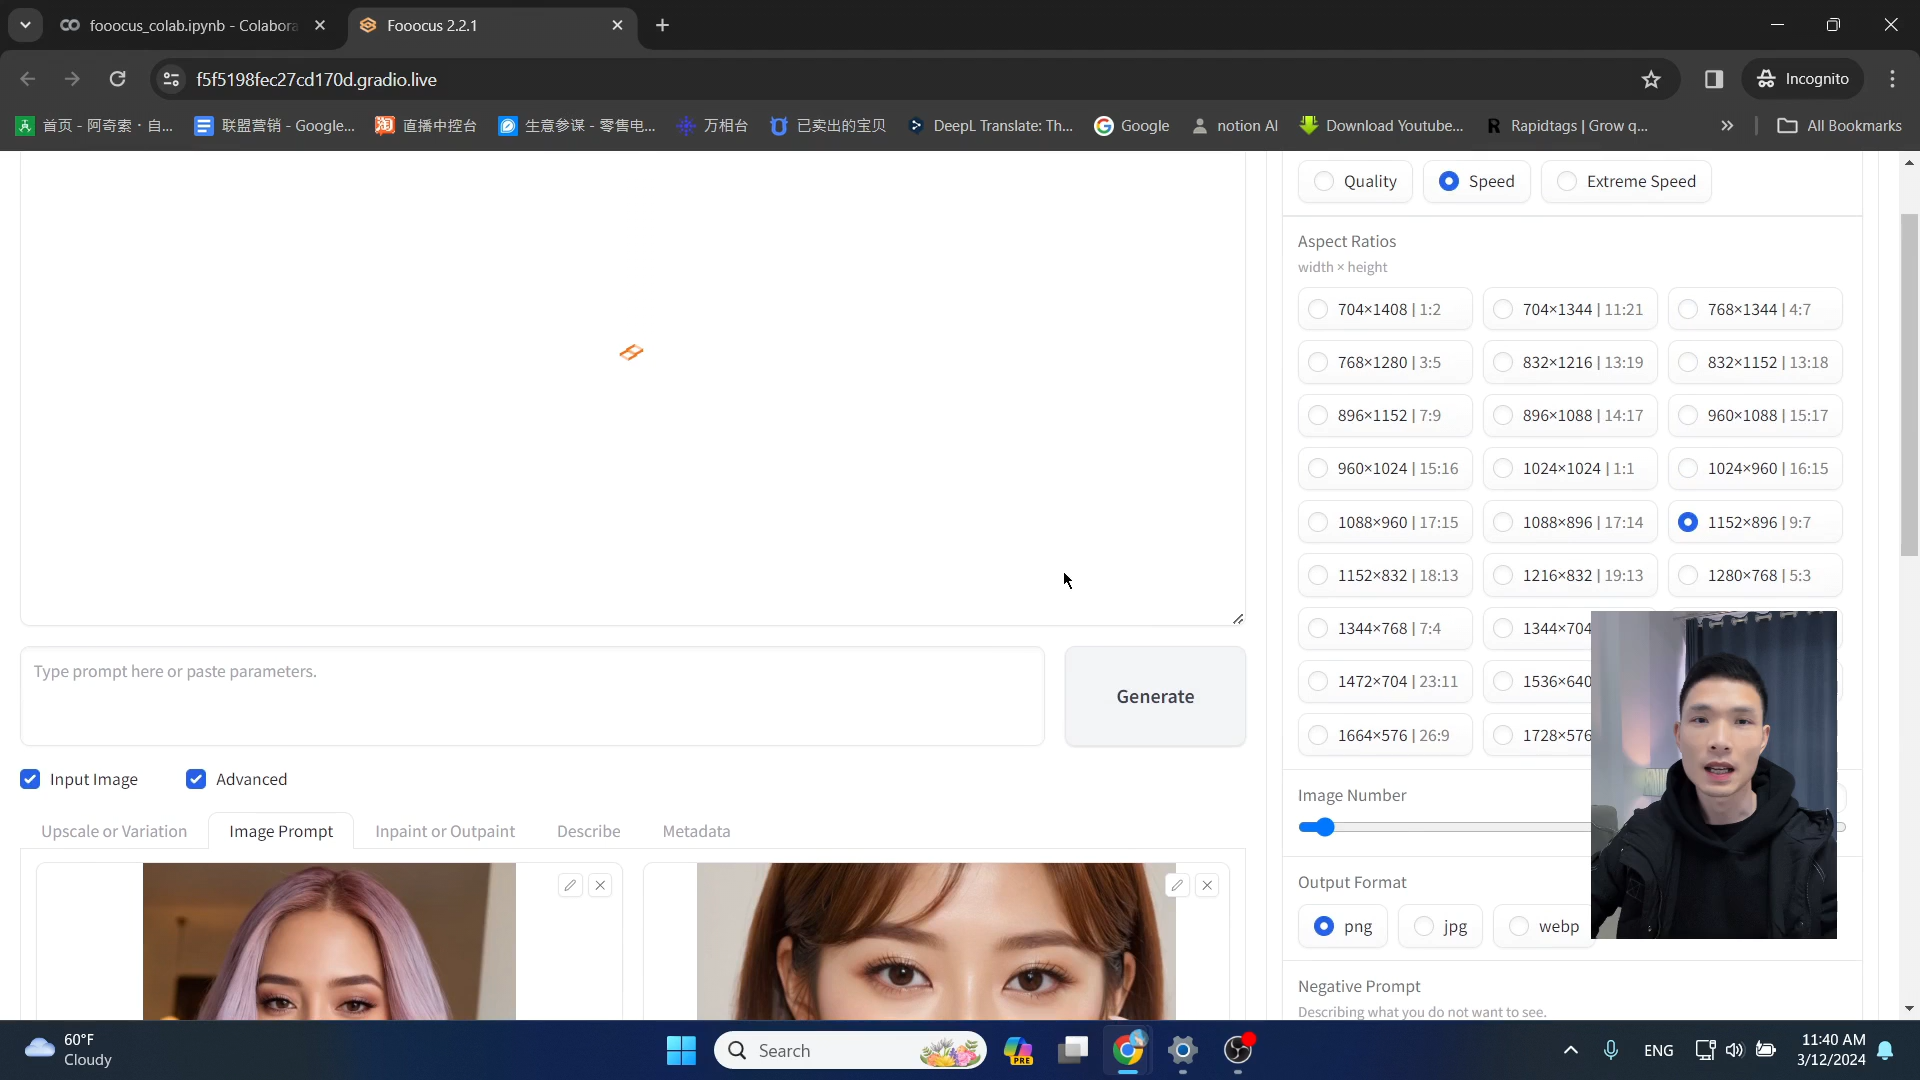 fooocus_colab.ipynb - Colabora
Fooocus 2.2.1
f5f5198fec27cd170d.gradio.live
Incognito
首页 - 阿奇索 · 自...
联盟营销 - Google...
直播中控台
生意参谋 - 零售电...
万相台
已卖出的宝贝
DeepL Translate: Th...
Google
notion AI
Download Youtube...
Rapidtags | Grow q...
All Bookmarks
Quality
Speed
Extreme Speed
Aspect Ratios
width × height
704×1408 | 1:2
704×1344 | 11:21
768×1344 | 4:7
768×1280 | 3:5
832×1216 | 13:19
832×1152 | 13:18
896×1152 | 7:9
896×1088 | 14:17
960×1088 | 15:17
960×1024 | 15:16
1024×1024 | 1:1
1024×960 | 16:15
1088×960 | 17:15
1088×896 | 17:14
1152×896 | 9:7
1152×832 | 18:13
1216×832 | 19:13
1280×768 | 5:3
1344×768 | 7:4
1344×704
1472×704 | 23:11
1536×640
1664×576 | 26:9
1728×576
Type prompt here or paste parameters.
Generate
Input Image
Advanced
Upscale or Variation
Image Prompt
Inpaint or Outpaint
Describe
Metadata
Image Number
Output Format
png
jpg
webp
Negative Prompt
Describing what you do not want to see.
60°F
Cloudy
Search
PRE
ENG
11:40 AM
3/12/2024